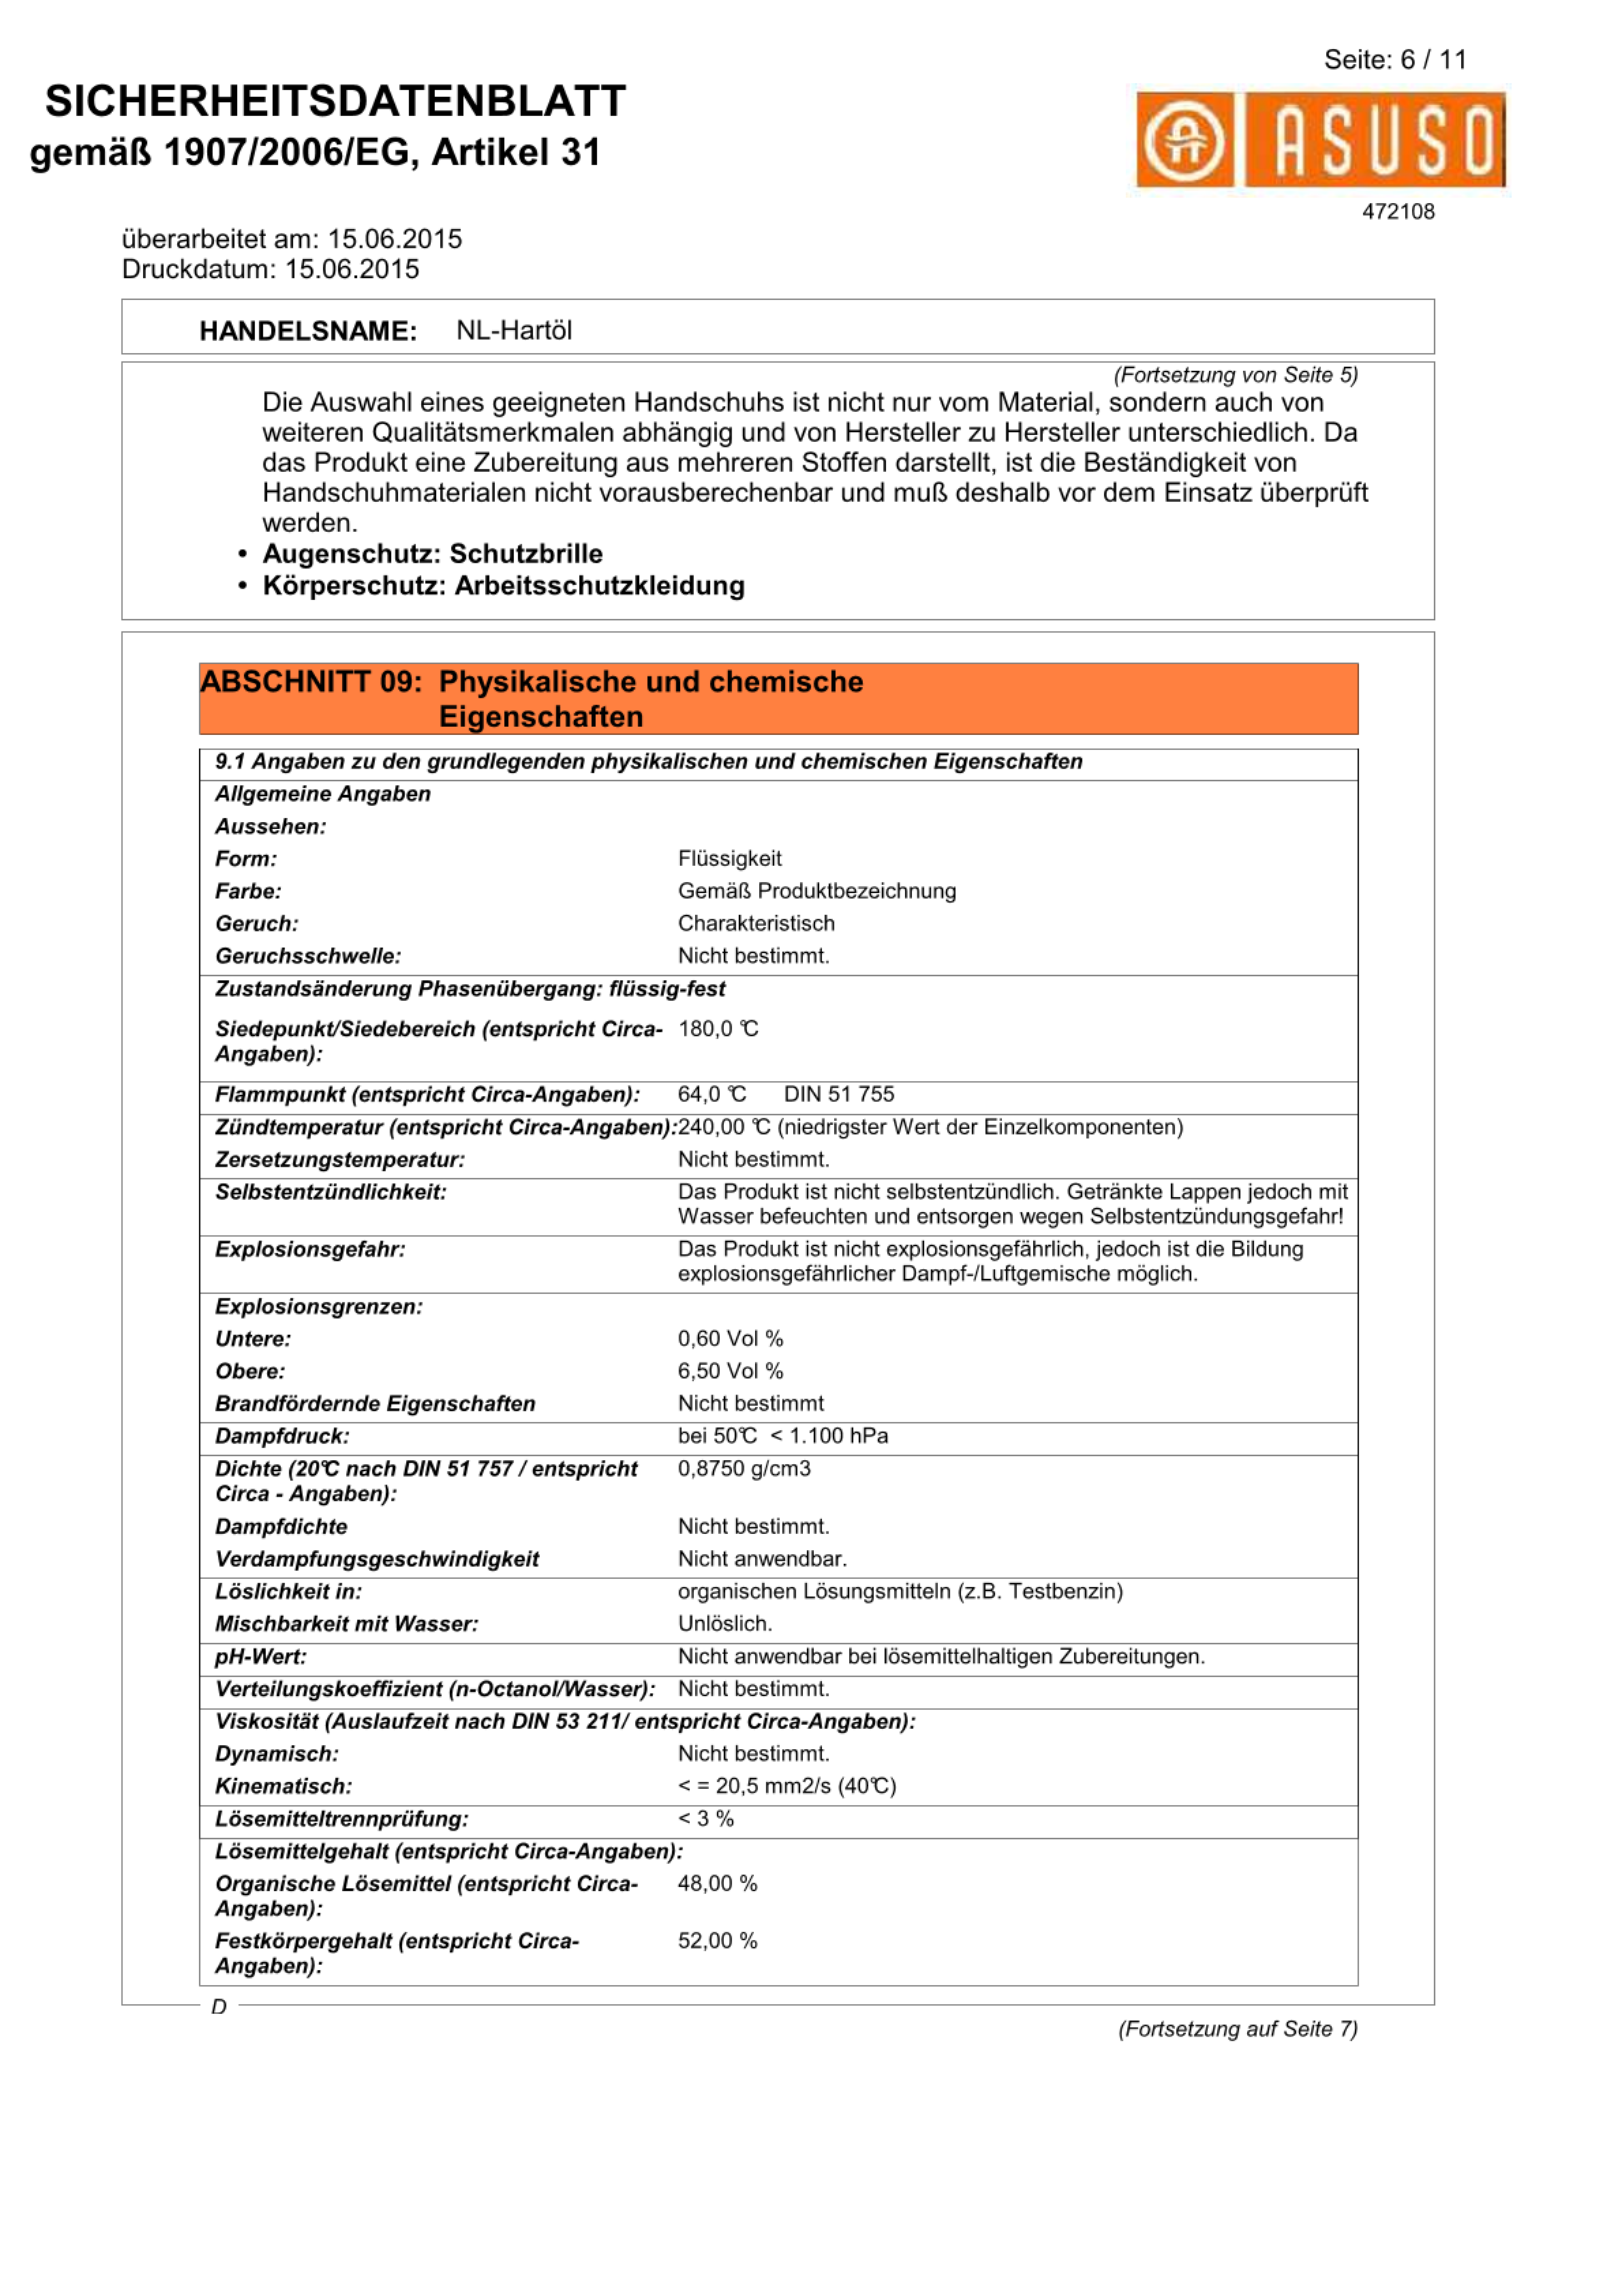 Seite: 6 / 11
SICHERHEITSDATENBLATT
gemäß 1907/2006/EG, Artikel 31
ASUSO
472108
überarbeitet am: 15.06.2015
Druckdatum: 15.06.2015
HANDELSNAME: NL-Hartöl
(Fortsetzung von Seite 5)
Die Auswahl eines geeigneten Handschuhs ist nicht nur vom Material, sondern auch von
weiteren Qualitätsmerkmalen abhängig und von Hersteller zu Hersteller unterschiedlich. Da
das Produkt eine Zubereitung aus mehreren Stoffen darstellt, ist die Beständigkeit von
Handschuhmaterialen nicht vorausberechenbar und muß deshalb vor dem Einsatz überprüft
werden.
• Augenschutz: Schutzbrille
• Körperschutz: Arbeitsschutzkleidung
ABSCHNITT 09: Physikalische und chemische
Eigenschaften
9.1 Angaben zu den grundlegenden physikalischen und chemischen Eigenschaften
Allgemeine Angaben
Aussehen:
Form: Flüssigkeit
Farbe: Gemäß Produktbezeichnung
Geruch: Charakteristisch
Geruchsschwelle: Nicht bestimmt.
Zustandsänderung Phasenübergang: flüssig-fest
Siedepunkt/Siedebereich (entspricht Circa- 180,0 °C
Angaben):
Flammpunkt (entspricht Circa-Angaben): 64,0 °C DIN 51 755
Zündtemperatur (entspricht Circa-Angaben):240,00 °C (niedrigster Wert der Einzelkomponenten)
Zersetzungstemperatur: Nicht bestimmt.
Selbstentzündlichkeit: Das Produkt ist nicht selbstentzündlich. Getränkte Lappen jedoch mit
Wasser befeuchten und entsorgen wegen Selbstentzündungsgefahr!
Explosionsgefahr: Das Produkt ist nicht explosionsgefährlich, jedoch ist die Bildung
explosionsgefährlicher Dampf-/Luftgemische möglich.
Explosionsgrenzen:
Untere: 0,60 Vol %
Obere: 6,50 Vol %
Brandfördernde Eigenschaften Nicht bestimmt
Dampfdruck: bei 50°C < 1.100 hPa
Dichte (20°C nach DIN 51 757 / entspricht 0,8750 g/cm3
Circa - Angaben):
Dampfdichte Nicht bestimmt.
Verdampfungsgeschwindigkeit Nicht anwendbar.
Löslichkeit in: organischen Lösungsmitteln (z.B. Testbenzin)
Mischbarkeit mit Wasser: Unlöslich.
pH-Wert: Nicht anwendbar bei lösemittelhaltigen Zubereitungen.
Verteilungskoeffizient (n-Octanol/Wasser): Nicht bestimmt.
Viskosität (Auslaufzeit nach DIN 53 211/ entspricht Circa-Angaben):
Dynamisch: Nicht bestimmt.
Kinematisch: < = 20,5 mm2/s (40°C)
Lösemitteltrennprüfung: < 3 %
Lösemittelgehalt (entspricht Circa-Angaben):
Organische Lösemittel (entspricht Circa- 48,00 %
Angaben):
Festkörpergehalt (entspricht Circa- 52,00 %
Angaben):
D
(Fortsetzung auf Seite 7)